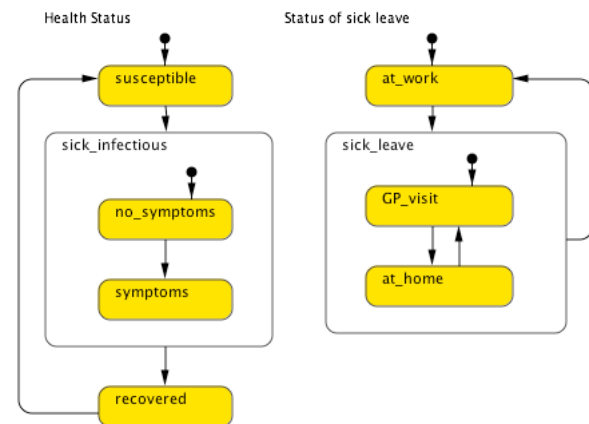 Health Status
susceptible
sick_infectious
no_symptoms
symptoms
recovered
Status of sick leave
at_work
sick_leave
GP_visit
at_home